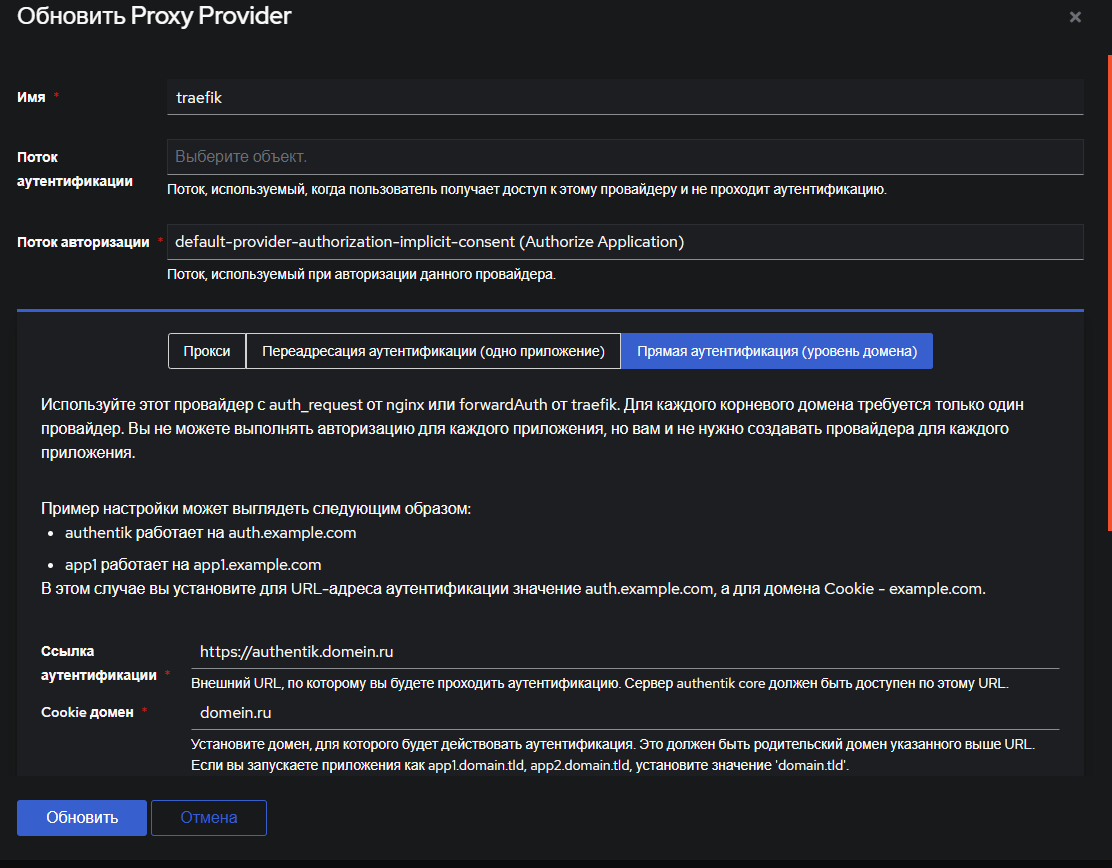 Обновить Proxy Provider
Имя *
traefik
Поток
аутентификации
Выберите объект.
Поток, используемый, когда пользователь получает доступ к этому провайдеру и не проходит аутентификацию.
Поток авторизации *
default-provider-authorization-implicit-consent (Authorize Application)
Поток, используемый при авторизации данного провайдера.
Прокси
Переадресация аутентификации (одно приложение)
Прямая аутентификация (уровень домена)
Используйте этот провайдер с auth_request от nginx или forwardAuth от traefik. Для каждого корневого домена требуется только один
провайдер. Вы не можете выполнять авторизацию для каждого приложения, но вам и не нужно создавать провайдера для каждого
приложения.
Пример настройки может выглядеть следующим образом:
• authentik работает на auth.example.com
• app1 работает на app1.example.com
В этом случае вы установите для URL-адреса аутентификации значение auth.example.com, а для домена Cookie - example.com.
Ссылка
аутентификации *
https://authentik.domein.ru
Внешний URL, по которому вы будете проходить аутентификацию. Сервер authentik core должен быть доступен по этому URL.
Cookie домен *
domein.ru
Установите домен, для которого будет действовать аутентификация. Это должен быть родительский домен указанного выше URL.
Если вы запускаете приложения как app1.domain.tld, app2.domain.tld, установите значение 'domain.tld'.
Обновить
Отмена